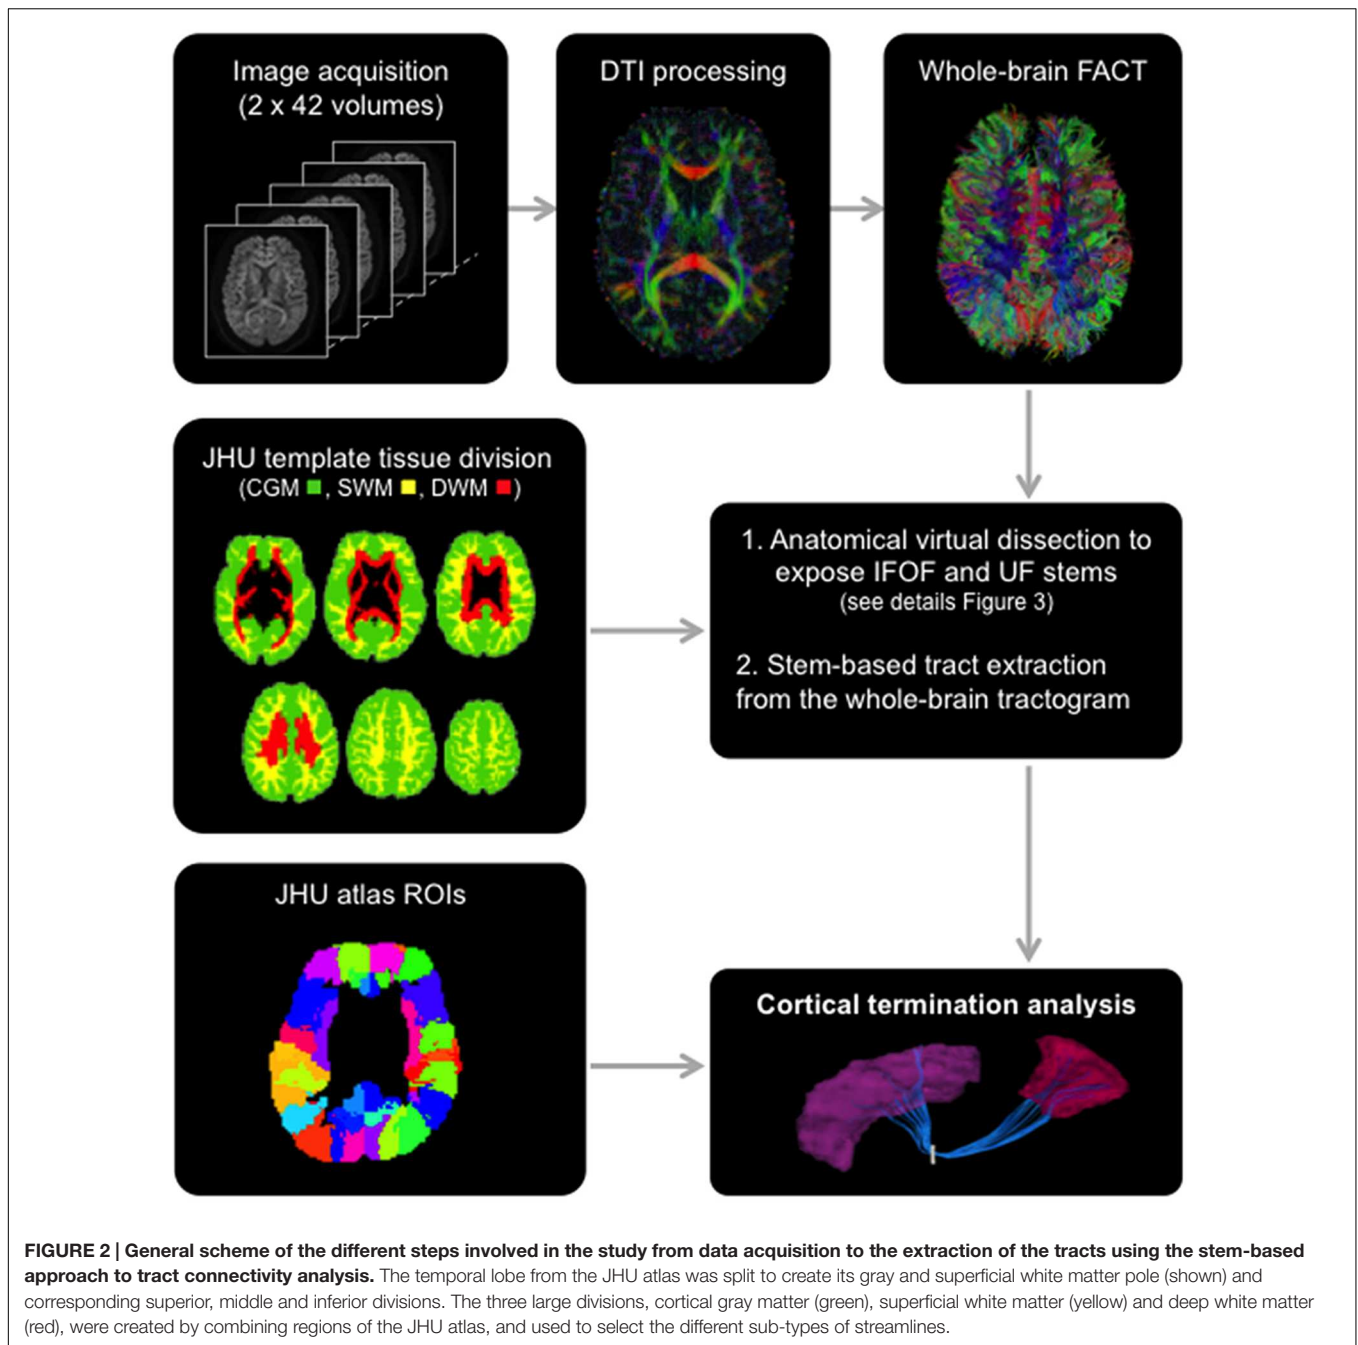 Image acquisition
(2 x 42 volumes)
DTI processing
Whole-brain FACT
JHU template tissue division
(CGM ■, SWM ■, DWM ■)
1. Anatomical virtual dissection to
expose IFOF and UF stems
(see details Figure 3)
2. Stem-based tract extraction
from the whole-brain tractogram
JHU atlas ROIs
Cortical termination analysis
FIGURE 2 | General scheme of the different steps involved in the study from data acquisition to the extraction of the tracts using the stem-based
approach to tract connectivity analysis. The temporal lobe from the JHU atlas was split to create its gray and superficial white matter pole (shown) and
corresponding superior, middle and inferior divisions. The three large divisions, cortical gray matter (green), superficial white matter (yellow) and deep white matter
(red), were created by combining regions of the JHU atlas, and used to select the different sub-types of streamlines.